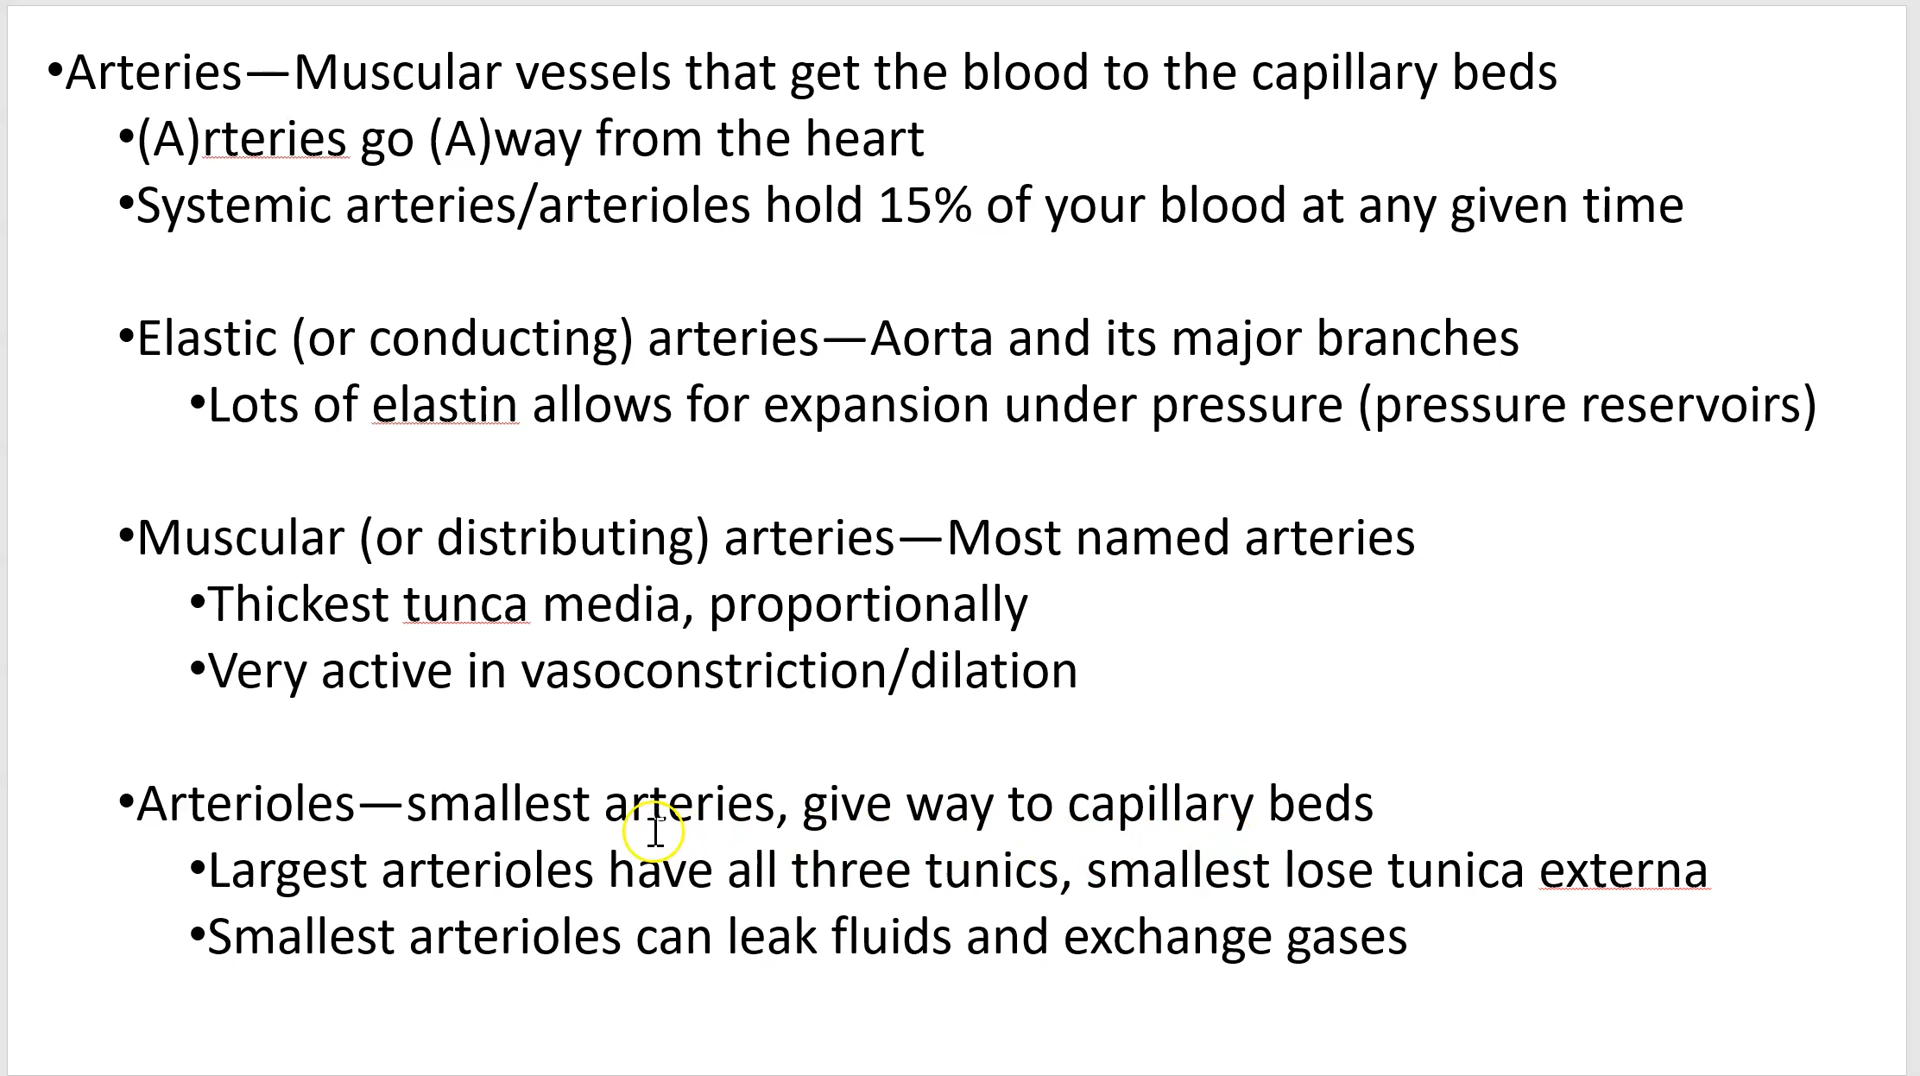 •Arteries—Muscular vessels that get the blood to the capillary beds
•(A)rteries go (A)way from the heart
•Systemic arteries/arterioles hold 15% of your blood at any given time
•Elastic (or conducting) arteries—Aorta and its major branches
•Lots of elastin allows for expansion under pressure (pressure reservoirs)
•Muscular (or distributing) arteries—Most named arteries
•Thickest tunca media, proportionally
•Very active in vasoconstriction/dilation
•Arterioles—smallest arteries, give way to capillary beds
•Largest arterioles have all three tunics, smallest lose tunica externa
•Smallest arterioles can leak fluids and exchange gases